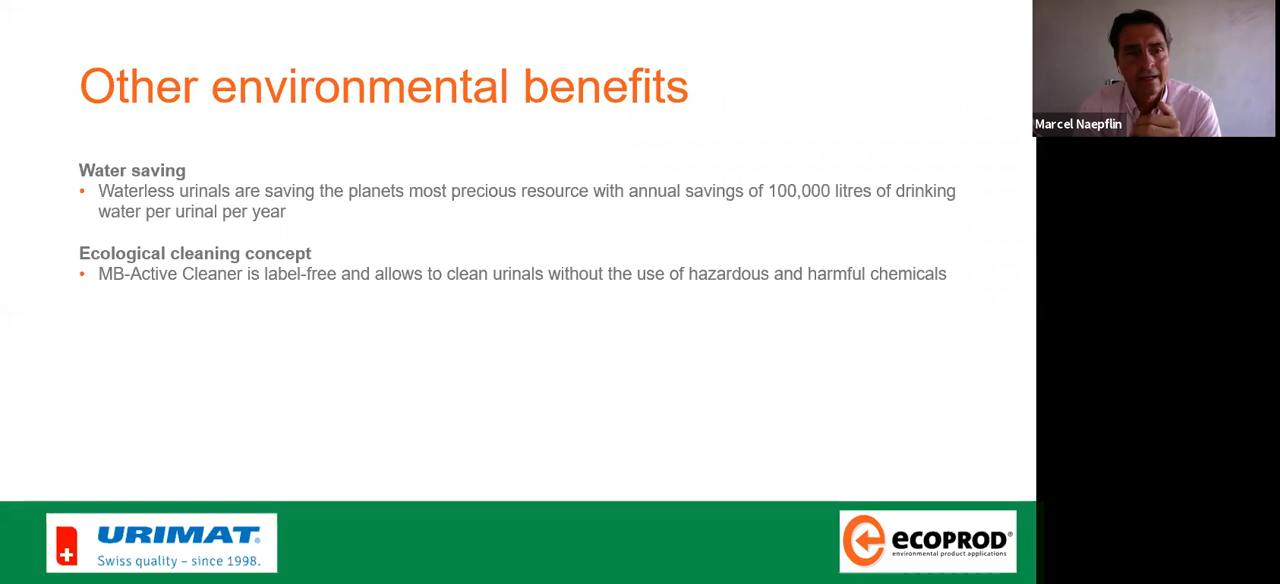 Other environmental benefits
Marcel Naepflin
Water saving
• Waterless urinals are saving the planets most precious resource with annual savings of 100,000 litres of drinking
water per urinal per year
Ecological cleaning concept
• MB-Active Cleaner is label-free and allows to clean urinals without the use of hazardous and harmful chemicals
URIMAT®
Swiss quality – since 1998.
ECOPROD®
environmental product applications